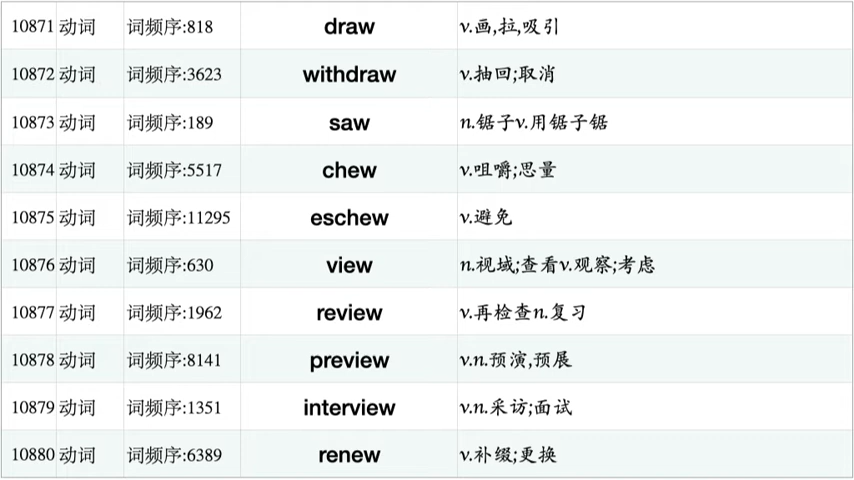 10871 动词 词频序:818 draw v.画,拉,吸引
10872 动词 词频序:3623 withdraw v.抽回;取消
10873 动词 词频序:189 saw n.锯子v.用锯子锯
10874 动词 词频序:5517 chew v.咀嚼;思量
10875 动词 词频序:11295 eschew v.避免
10876 动词 词频序:630 view n.视域;查看v.观察;考虑
10877 动词 词频序:1962 review v.再检查n.复习
10878 动词 词频序:8141 preview v.n.预演,预展
10879 动词 词频序:1351 interview v.n.采访;面试
10880 动词 词频序:6389 renew v.补缀;更换